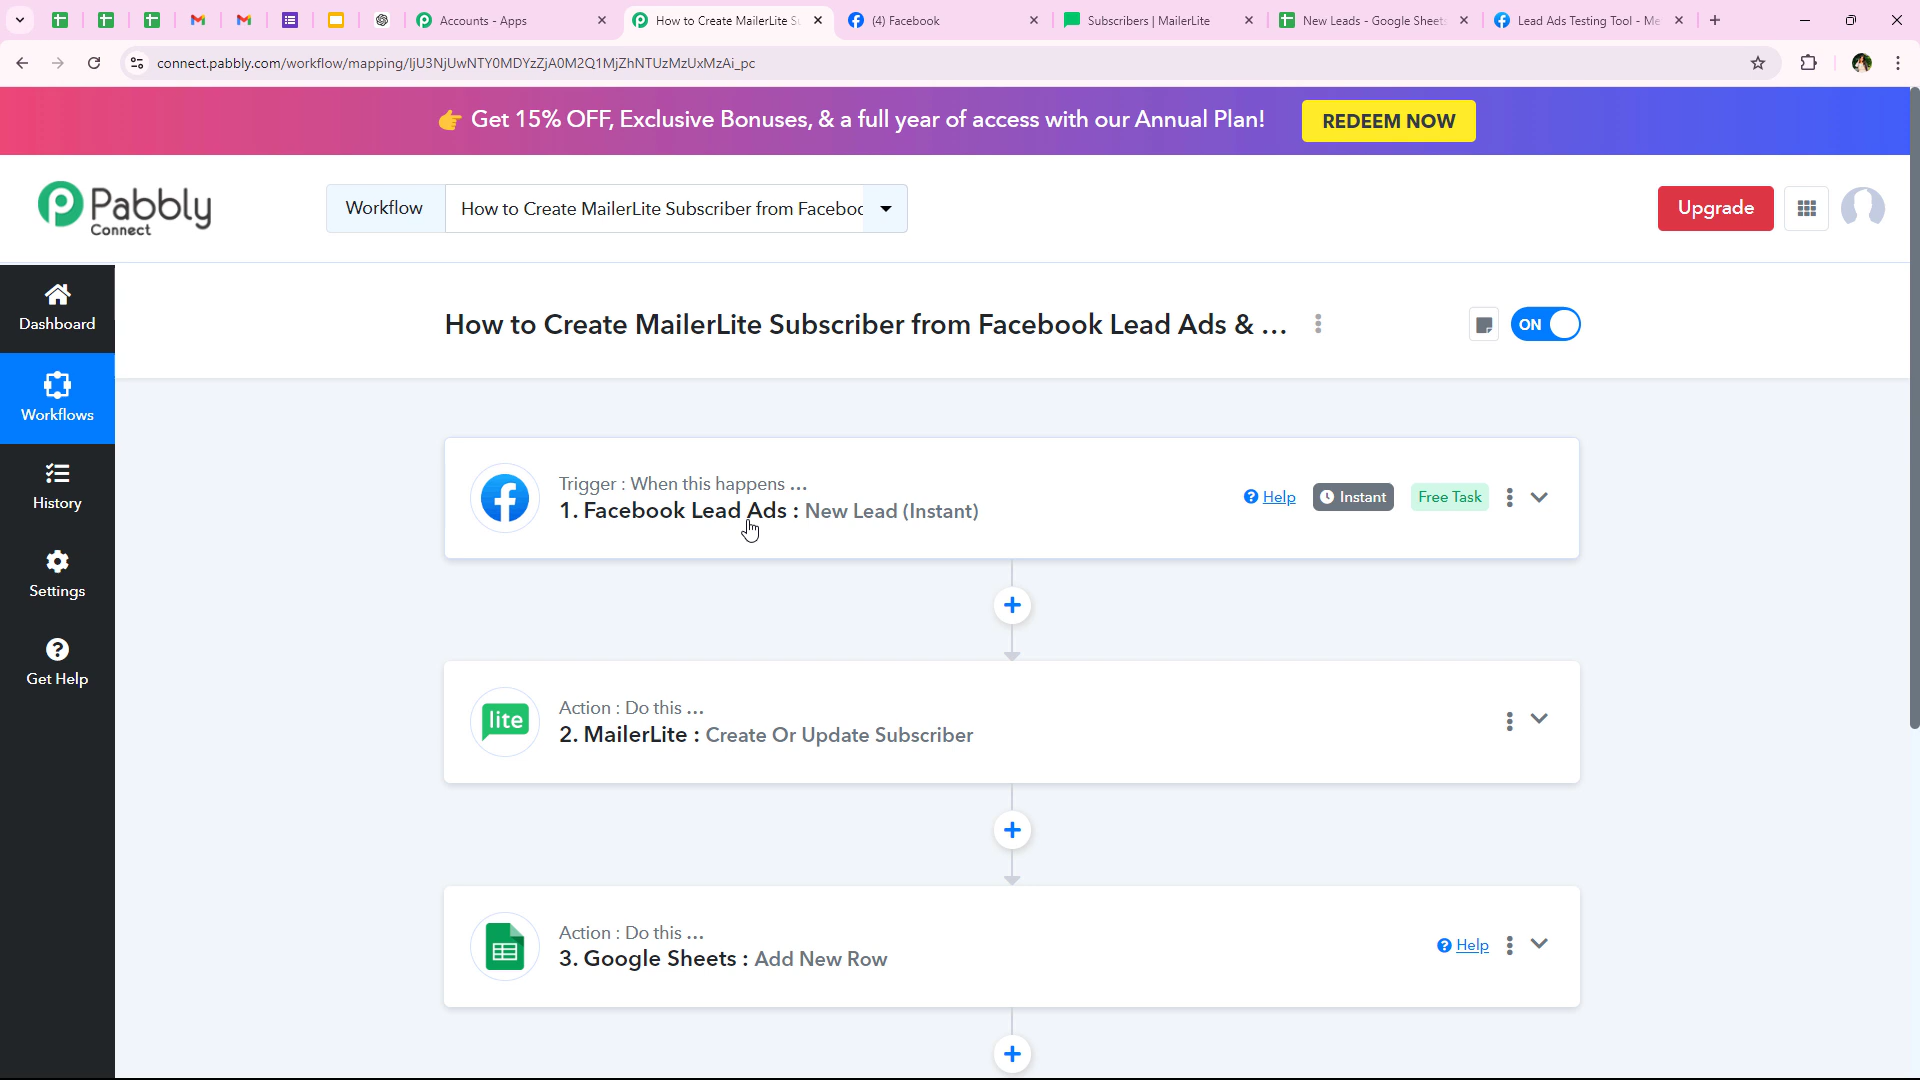 Accounts - Apps
How to Create MailerLite Su
(4) Facebook
Subscribers | MailerLite
New Leads - Google Sheets
Lead Ads Testing Tool - Me
connect.pabbly.com/workflow/mapping/IjU3NjUwNTY0MDYzZjA0M2Q1MjZhNTUzMzUxMzAi_pc
Get 15% OFF, Exclusive Bonuses, & a full year of access with our Annual Plan!
REDEEM NOW
Pabbly
Connect
Workflow
How to Create MailerLite Subscriber from Faceboo
Upgrade
Dashboard
Workflows
History
Settings
Get Help
How to Create MailerLite Subscriber from Facebook Lead Ads & ...
ON
Trigger : When this happens ...
1. Facebook Lead Ads : New Lead (Instant)
Help
Instant
Free Task
lite
Action : Do this ...
2. MailerLite : Create Or Update Subscriber
Action : Do this ...
3. Google Sheets : Add New Row
Help